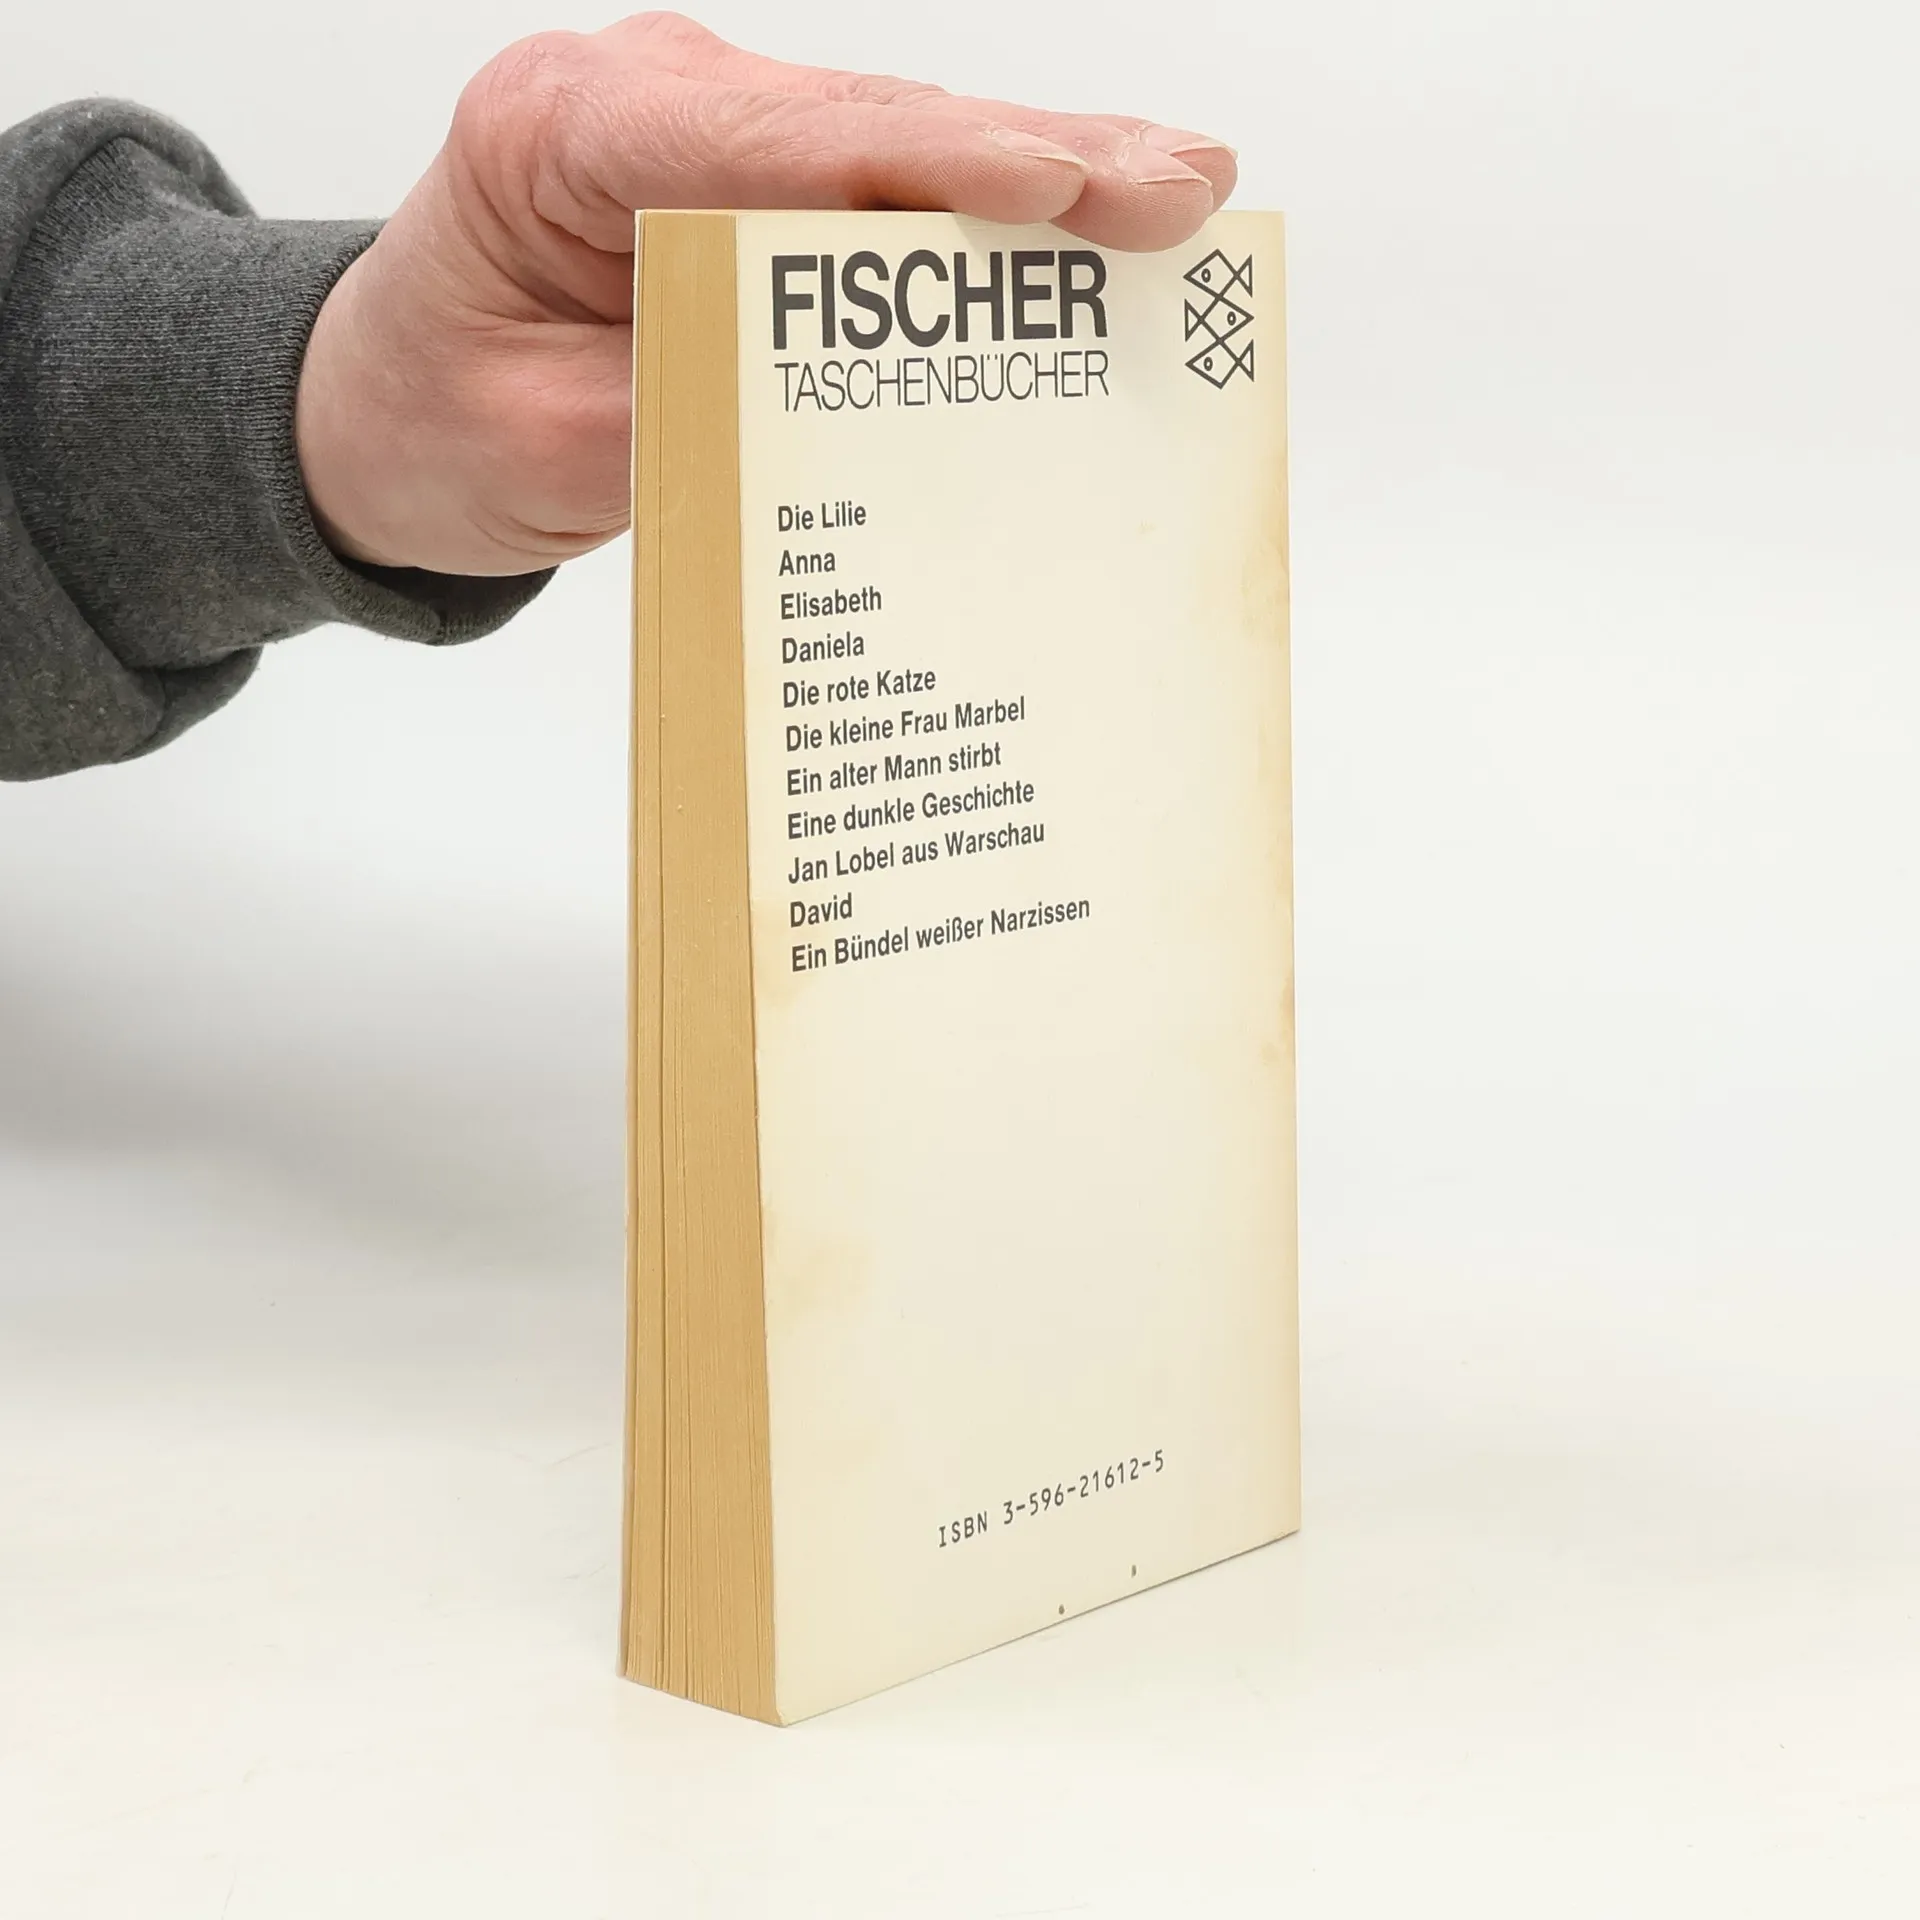 FISCHER
TASCHENBÜCHER
Die Lilie
Anna
Elisabeth
Daniela
Die rote Katze
Die kleine Frau Marbel
Ein alter Mann stirbt
Eine dunkle Geschichte
Jan Lobel aus Warschau
David
Ein Bündel weißer Narzissen
ISBN 3-596-21612-5